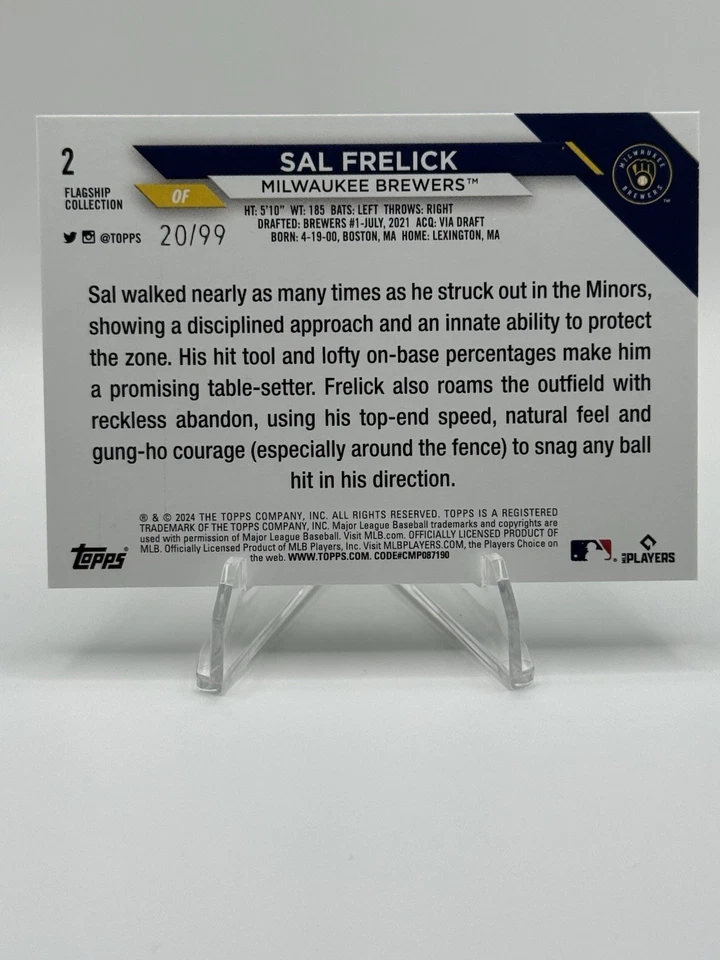 2
SAL FRELICK
MILWAUKEE BREWERS™
MILWAUKEE
BREWERS
™
FLAGSHIP
COLLECTION
OF
@TOPPS
20/99
HT: 5'10" WT: 185 BATS: LEFT THROWS: RIGHT
DRAFTED: BREWERS #1-JULY, 2021 ACQ: VIA DRAFT
BORN: 4-19-00, BOSTON, MA HOME: LEXINGTON, MA
Sal walked nearly as many times as he struck out in the Minors,
showing a disciplined approach and an innate ability to protect
the zone. His hit tool and lofty on-base percentages make him
a promising table-setter. Frelick also roams the outfield with
reckless abandon, using his top-end speed, natural feel and
gung-ho courage (especially around the fence) to snag any ball
hit in his direction.
® & © 2024 THE TOPPS COMPANY, INC. ALL RIGHTS RESERVED. TOPPS IS A REGISTERED
TRADEMARK OF THE TOPPS COMPANY, INC. Major League Baseball trademarks and copyrights are
used with permission of Major League Baseball. Visit MLB.com. OFFICIALLY LICENSED PRODUCT OF
MLB. Officially Licensed Product of MLB Players, Inc. Visit MLBPLAYERS.COM, the Players Choice on
the web. WWW.TOPPS.COM. CODE#CMP087190
topps®
®
MLB PLAYERS